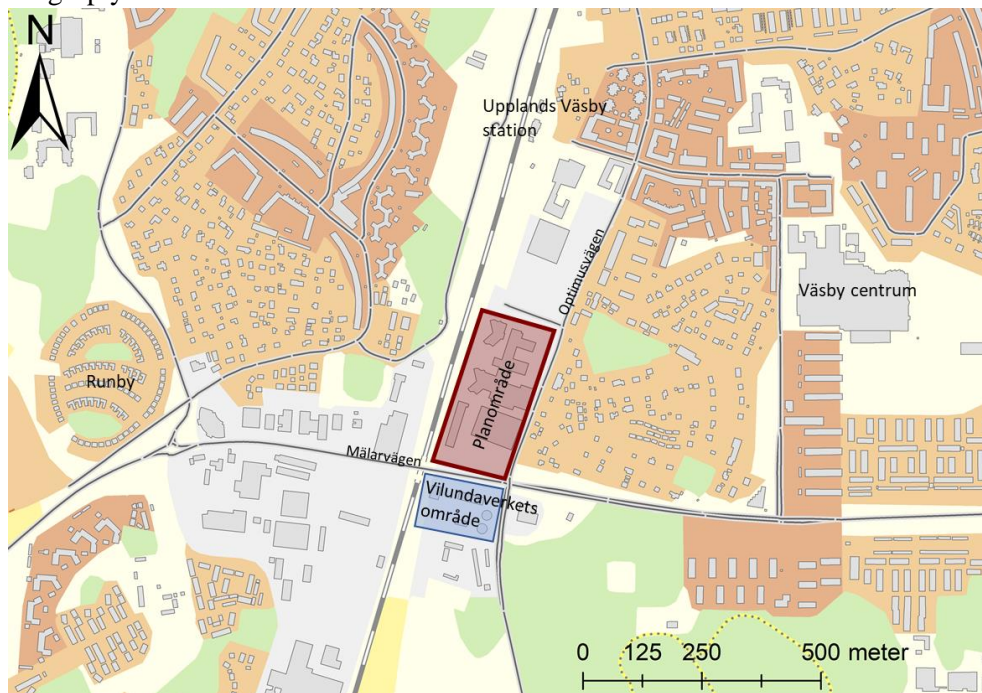 N
Upplands Väsby
station
Optimusvägen
Väsby centrum
Runby
Planområde
Mälarvägen
Vilundaverkets
område
0 125 250 500 meter